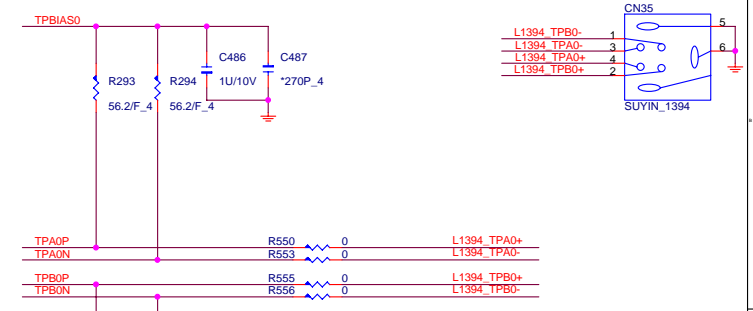 TPBIAS0
CN35
L1394_TPB0- 1 5
L1394_TPA0- 3
L1394_TPA0+ 4 6
L1394_TPB0+ 2
SUYIN_1394
R293
56.2/F_4
R294
56.2/F_4
C486
1U/10V
C487
*270P_4
TPA0P R550 0 L1394_TPA0+
TPA0N R553 0 L1394_TPA0-
TPB0P R555 0 L1394_TPB0+
TPB0N R556 0 L1394_TPB0-